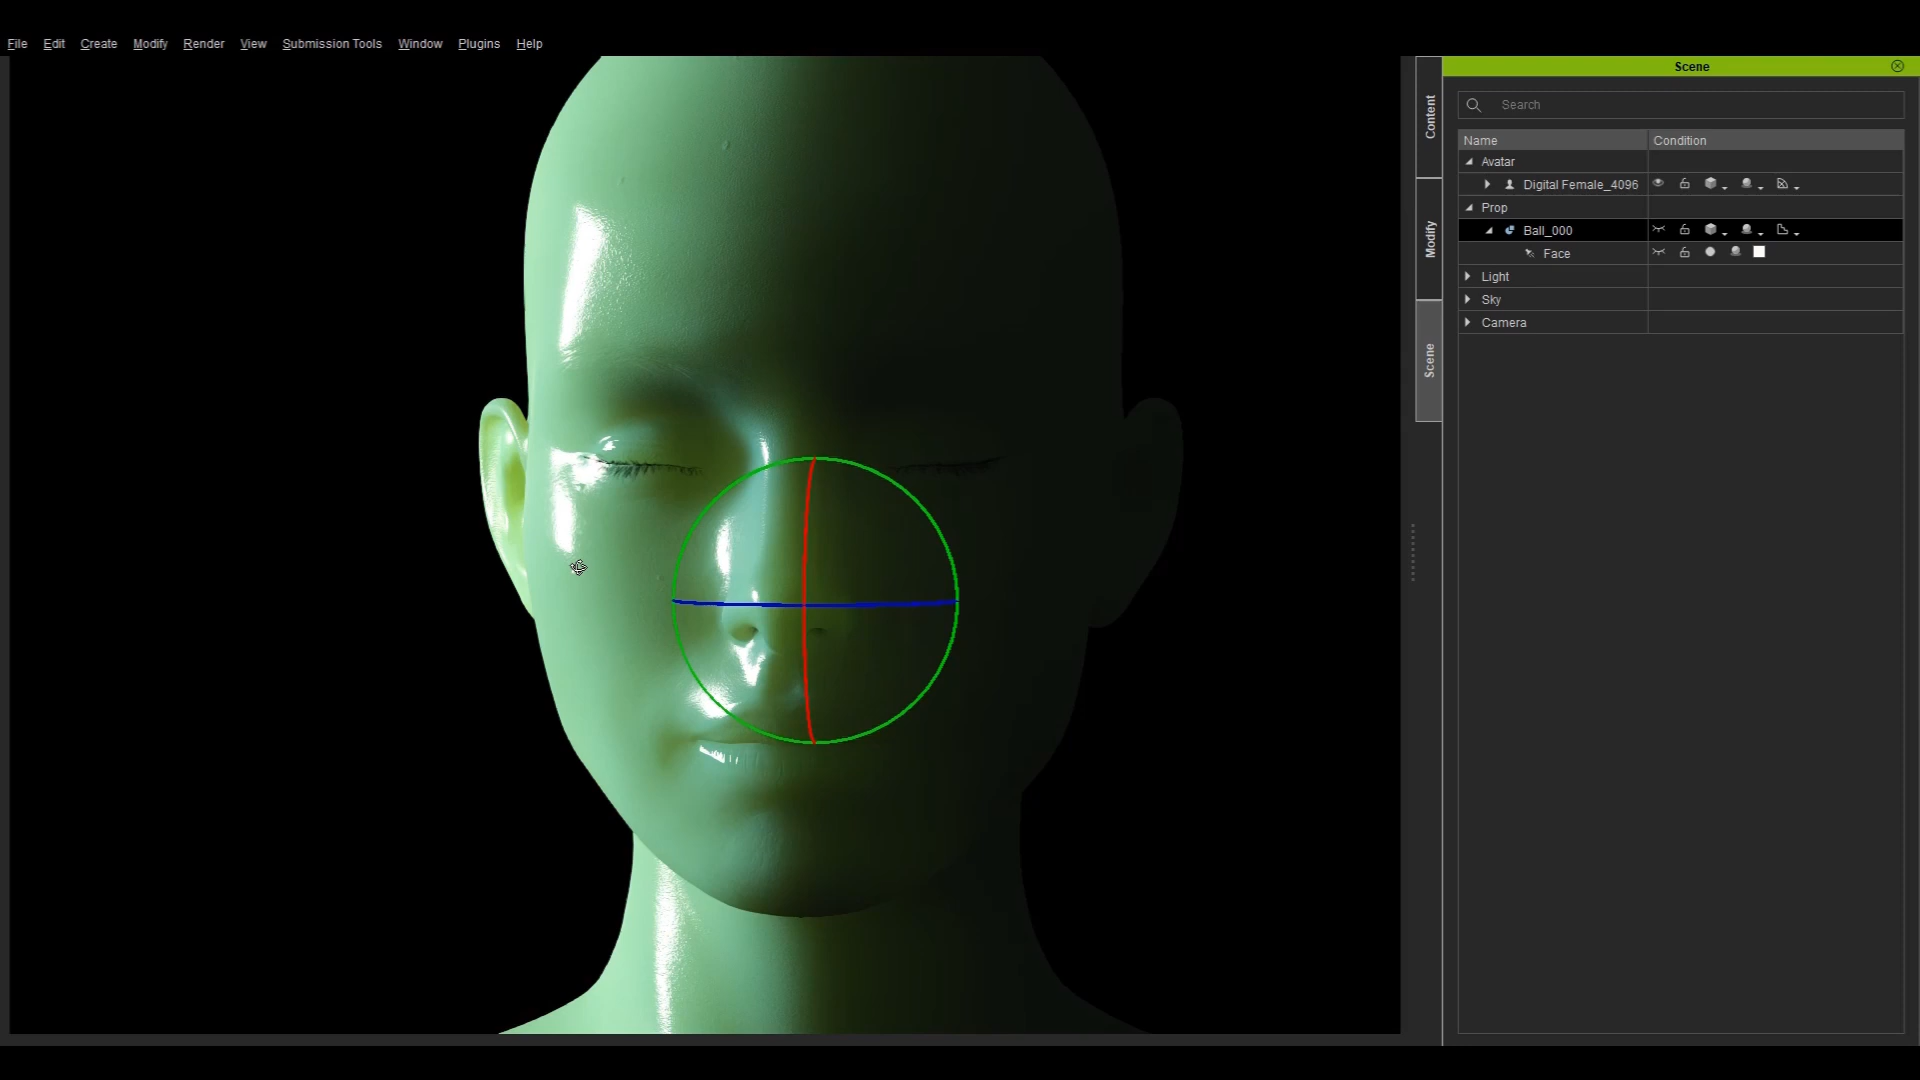 File Edit Create Modify Render View Submission Tools Window Plugins Help
Scene
Search
Name Condition
Avatar
Digital Female_4096
Prop
Ball_000
Face
Light
Sky
Camera
Content
Modify
Scene